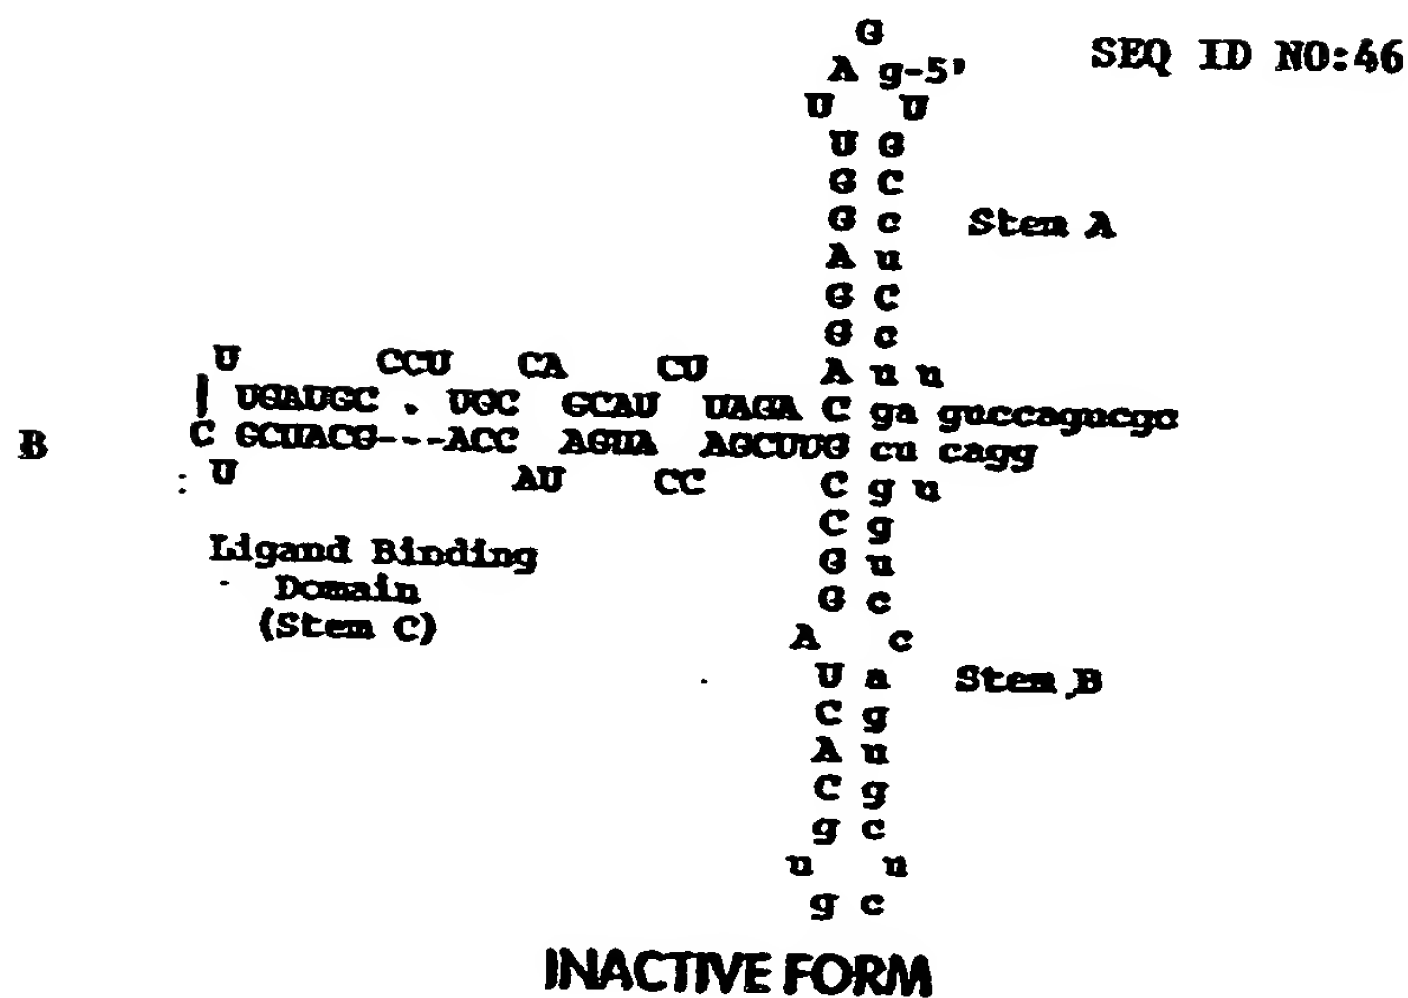 G
SEQ ID NO:46
A g-5'
U U
U G
G C
G c
Stem A
A u
G C
G c
U CCU CA CU A u u
| UGAUGC . UGC GCAU UAGA C ga guccagucgc
B
C GCUACG---ACC AGUA AGCUUG cu cagg
U AU CC C g u
C g
Ligand Binding
G u
Domain
G c
(Stem C)
A c
U a
Stem B
C g
A u
C g
g c
u u
g c
INACTIVE FORM